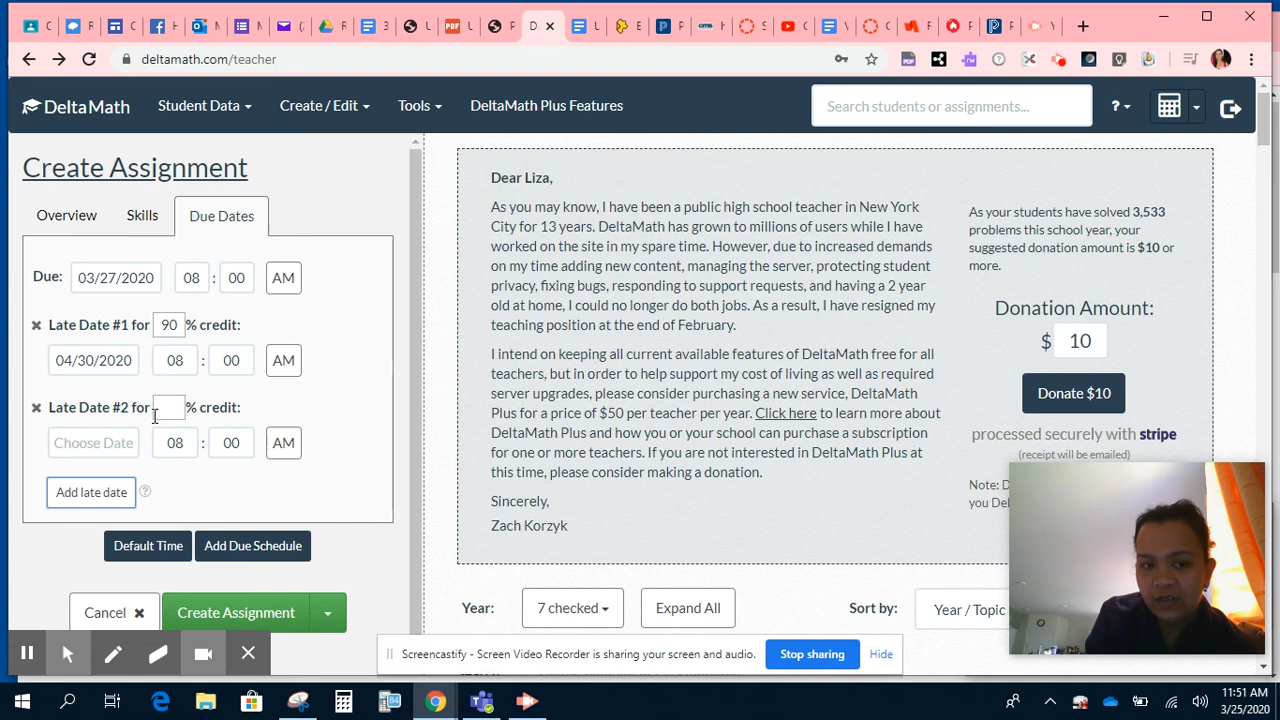 C
H
N
M
(
R
B
U
U
P
D
U
E
P
F
S
Y
V
C
F
F
P
Y
deltamath.com/teacher
DeltaMath
Student Data
Create / Edit
Tools
DeltaMath Plus Features
Search students or assignments...
?
Create Assignment
Overview
Skills
Due Dates
Due:
03/27/2020
08
:
00
AM
Late Date #1 for 90 % credit:
04/30/2020
08
:
00
AM
Late Date #2 for % credit:
Choose Date
08
:
00
AM
Add late date
?
Default Time
Add Due Schedule
Cancel
Create Assignment
Dear Liza,
As you may know, I have been a public high school teacher in New York
City for 13 years. DeltaMath has grown to millions of users while I have
worked on the site in my spare time. However, due to increased demands
on my time adding new content, managing the server, protecting student
privacy, fixing bugs, responding to support requests, and having a 2 year
old at home, I could no longer do both jobs. As a result, I have resigned my
teaching position at the end of February.
I intend on keeping all current available features of DeltaMath free for all
teachers, but in order to help support my cost of living as well as required
server upgrades, please consider purchasing a new service, DeltaMath
Plus for a price of $50 per teacher per year. Click here to learn more about
DeltaMath Plus and how you or your school can purchase a subscription
for one or more teachers. If you are not interested in DeltaMath Plus at
this time, please consider making a donation.
Sincerely,
Zach Korzyk
As your students have solved 3,533
problems this school year, your
suggested donation amount is $10 or
more.
Donation Amount:
$ 10
Donate $10
processed securely with stripe
(receipt will be emailed)
Note:
you
Year:
7 checked
Expand All
Sort by:
Year / Topic
Screencastify - Screen Video Recorder is sharing your screen and audio.
Stop sharing
Hide
11:51 AM
3/25/2020